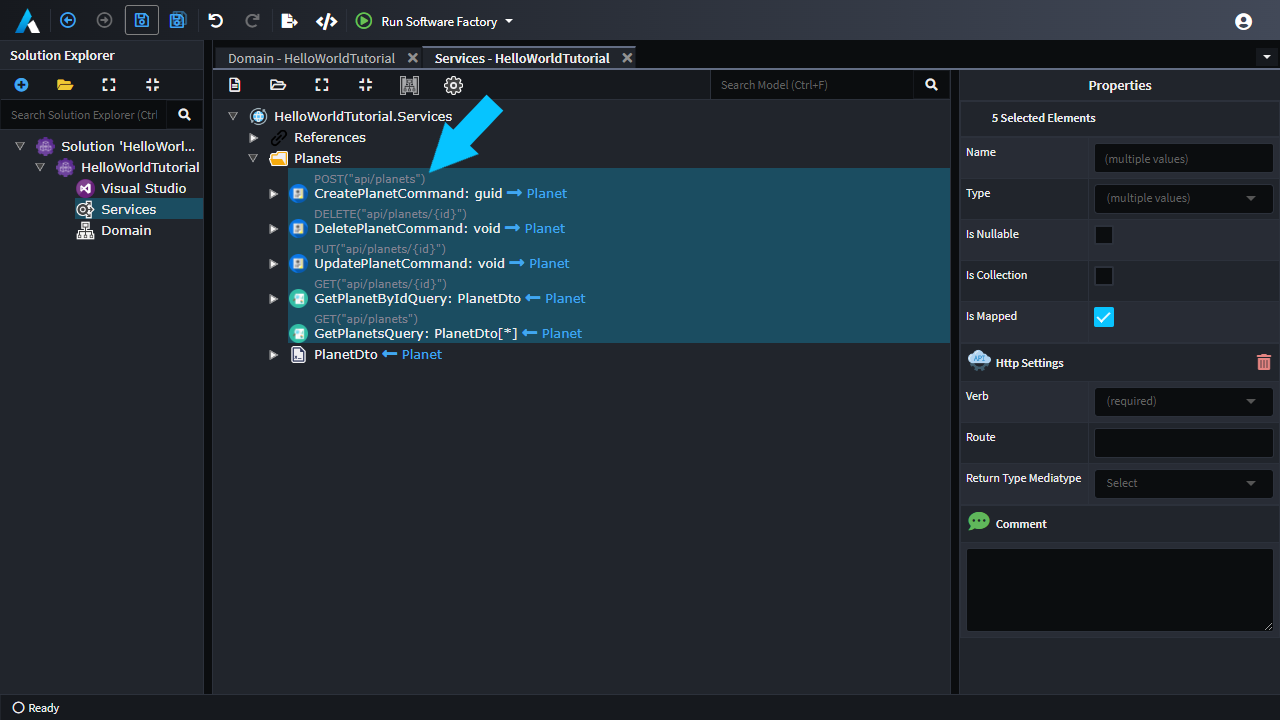 Run Software Factory
Solution Explorer
Search Solution Explorer (Ctrl
Solution 'HelloWorl...
HelloWorldTutorial
Visual Studio
Services
Domain
Domain - HelloWorldTutorial
Services - HelloWorldTutorial
Search Model (Ctrl+F)
HelloWorldTutorial.Services
References
Planets
POST("api/planets")
CreatePlanetCommand: guid → Planet
DELETE("api/planets/{id}")
DeletePlanetCommand: void → Planet
PUT("api/planets/{id}")
UpdatePlanetCommand: void → Planet
GET("api/planets/{id}")
GetPlanetByIdQuery: PlanetDto ← Planet
GET("api/planets")
GetPlanetsQuery: PlanetDto[*] ← Planet
PlanetDto ← Planet
Properties
5 Selected Elements
Name (multiple values)
Type (multiple values)
Is Nullable
Is Collection
Is Mapped
API Http Settings
Verb (required)
Route
Return Type Mediatype Select
Comment
Ready